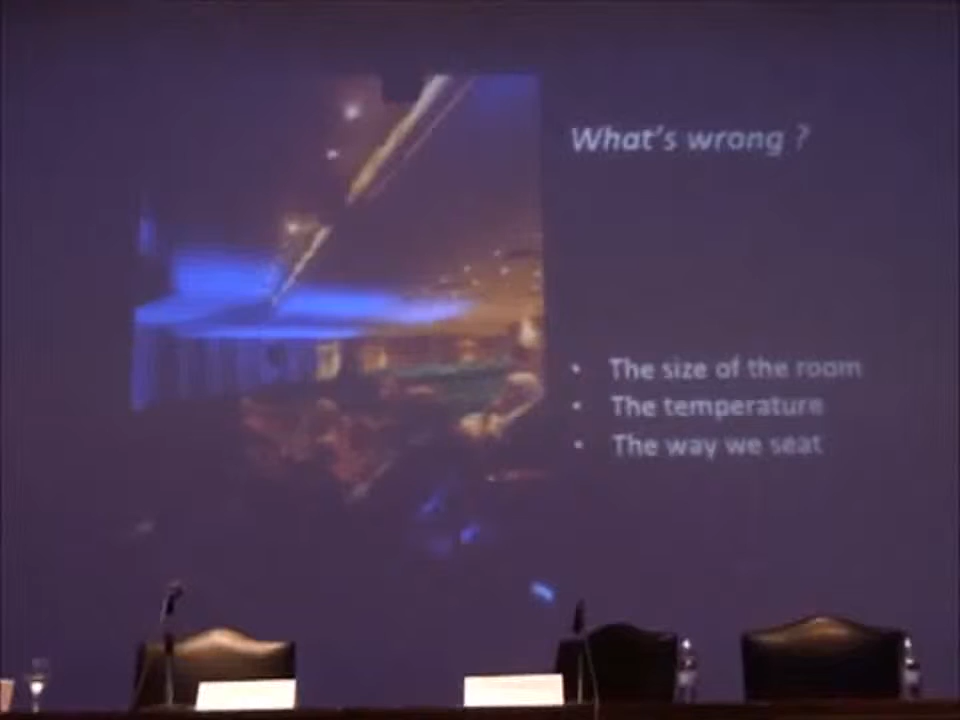 What's wrong ?
• The size of the room
• The temperature
• The way we seat